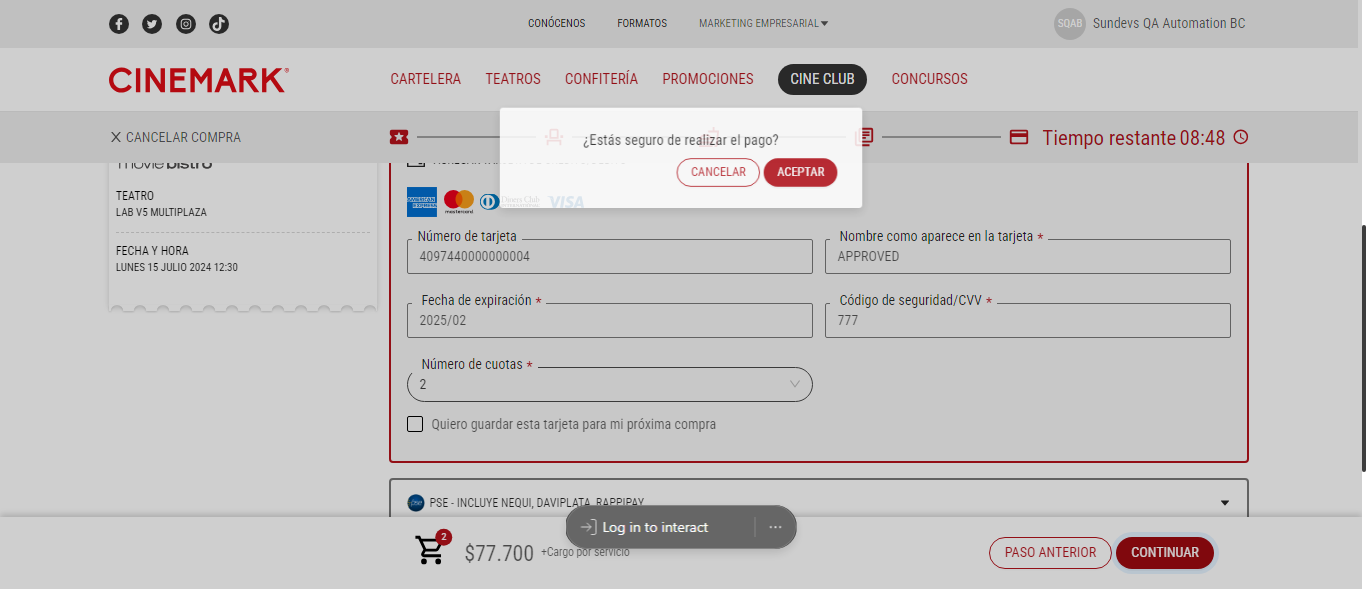 CONÓCENOS FORMATOS MARKETING EMPRESARIAL SQAB Sundevs QA Automation BC
CINEMARK CARTELERA TEATROS CONFITERÍA PROMOCIONES CINE CLUB CONCURSOS
CANCELAR COMPRA
Tiempo restante 08:48
¿Estás seguro de realizar el pago?
CANCELAR ACEPTAR
movie bistro
TEATRO
LAB V5 MULTIPLAZA
FECHA Y HORA
LUNES 15 JULIO 2024 12:30
AMERICAN EXPRESS mastercard Diners Club INTERNATIONAL VISA
Número de tarjeta
4097440000000004
Nombre como aparece en la tarjeta *
APPROVED
Fecha de expiración *
2025/02
Código de seguridad/CVV *
777
Número de cuotas *
2
Quiero guardar esta tarjeta para mi próxima compra
pse PSE - INCLUYE NEQUI, DAVIPLATA, RAPPIPAY
Log in to interact
2
$77.700 +Cargo por servicio
PASO ANTERIOR CONTINUAR